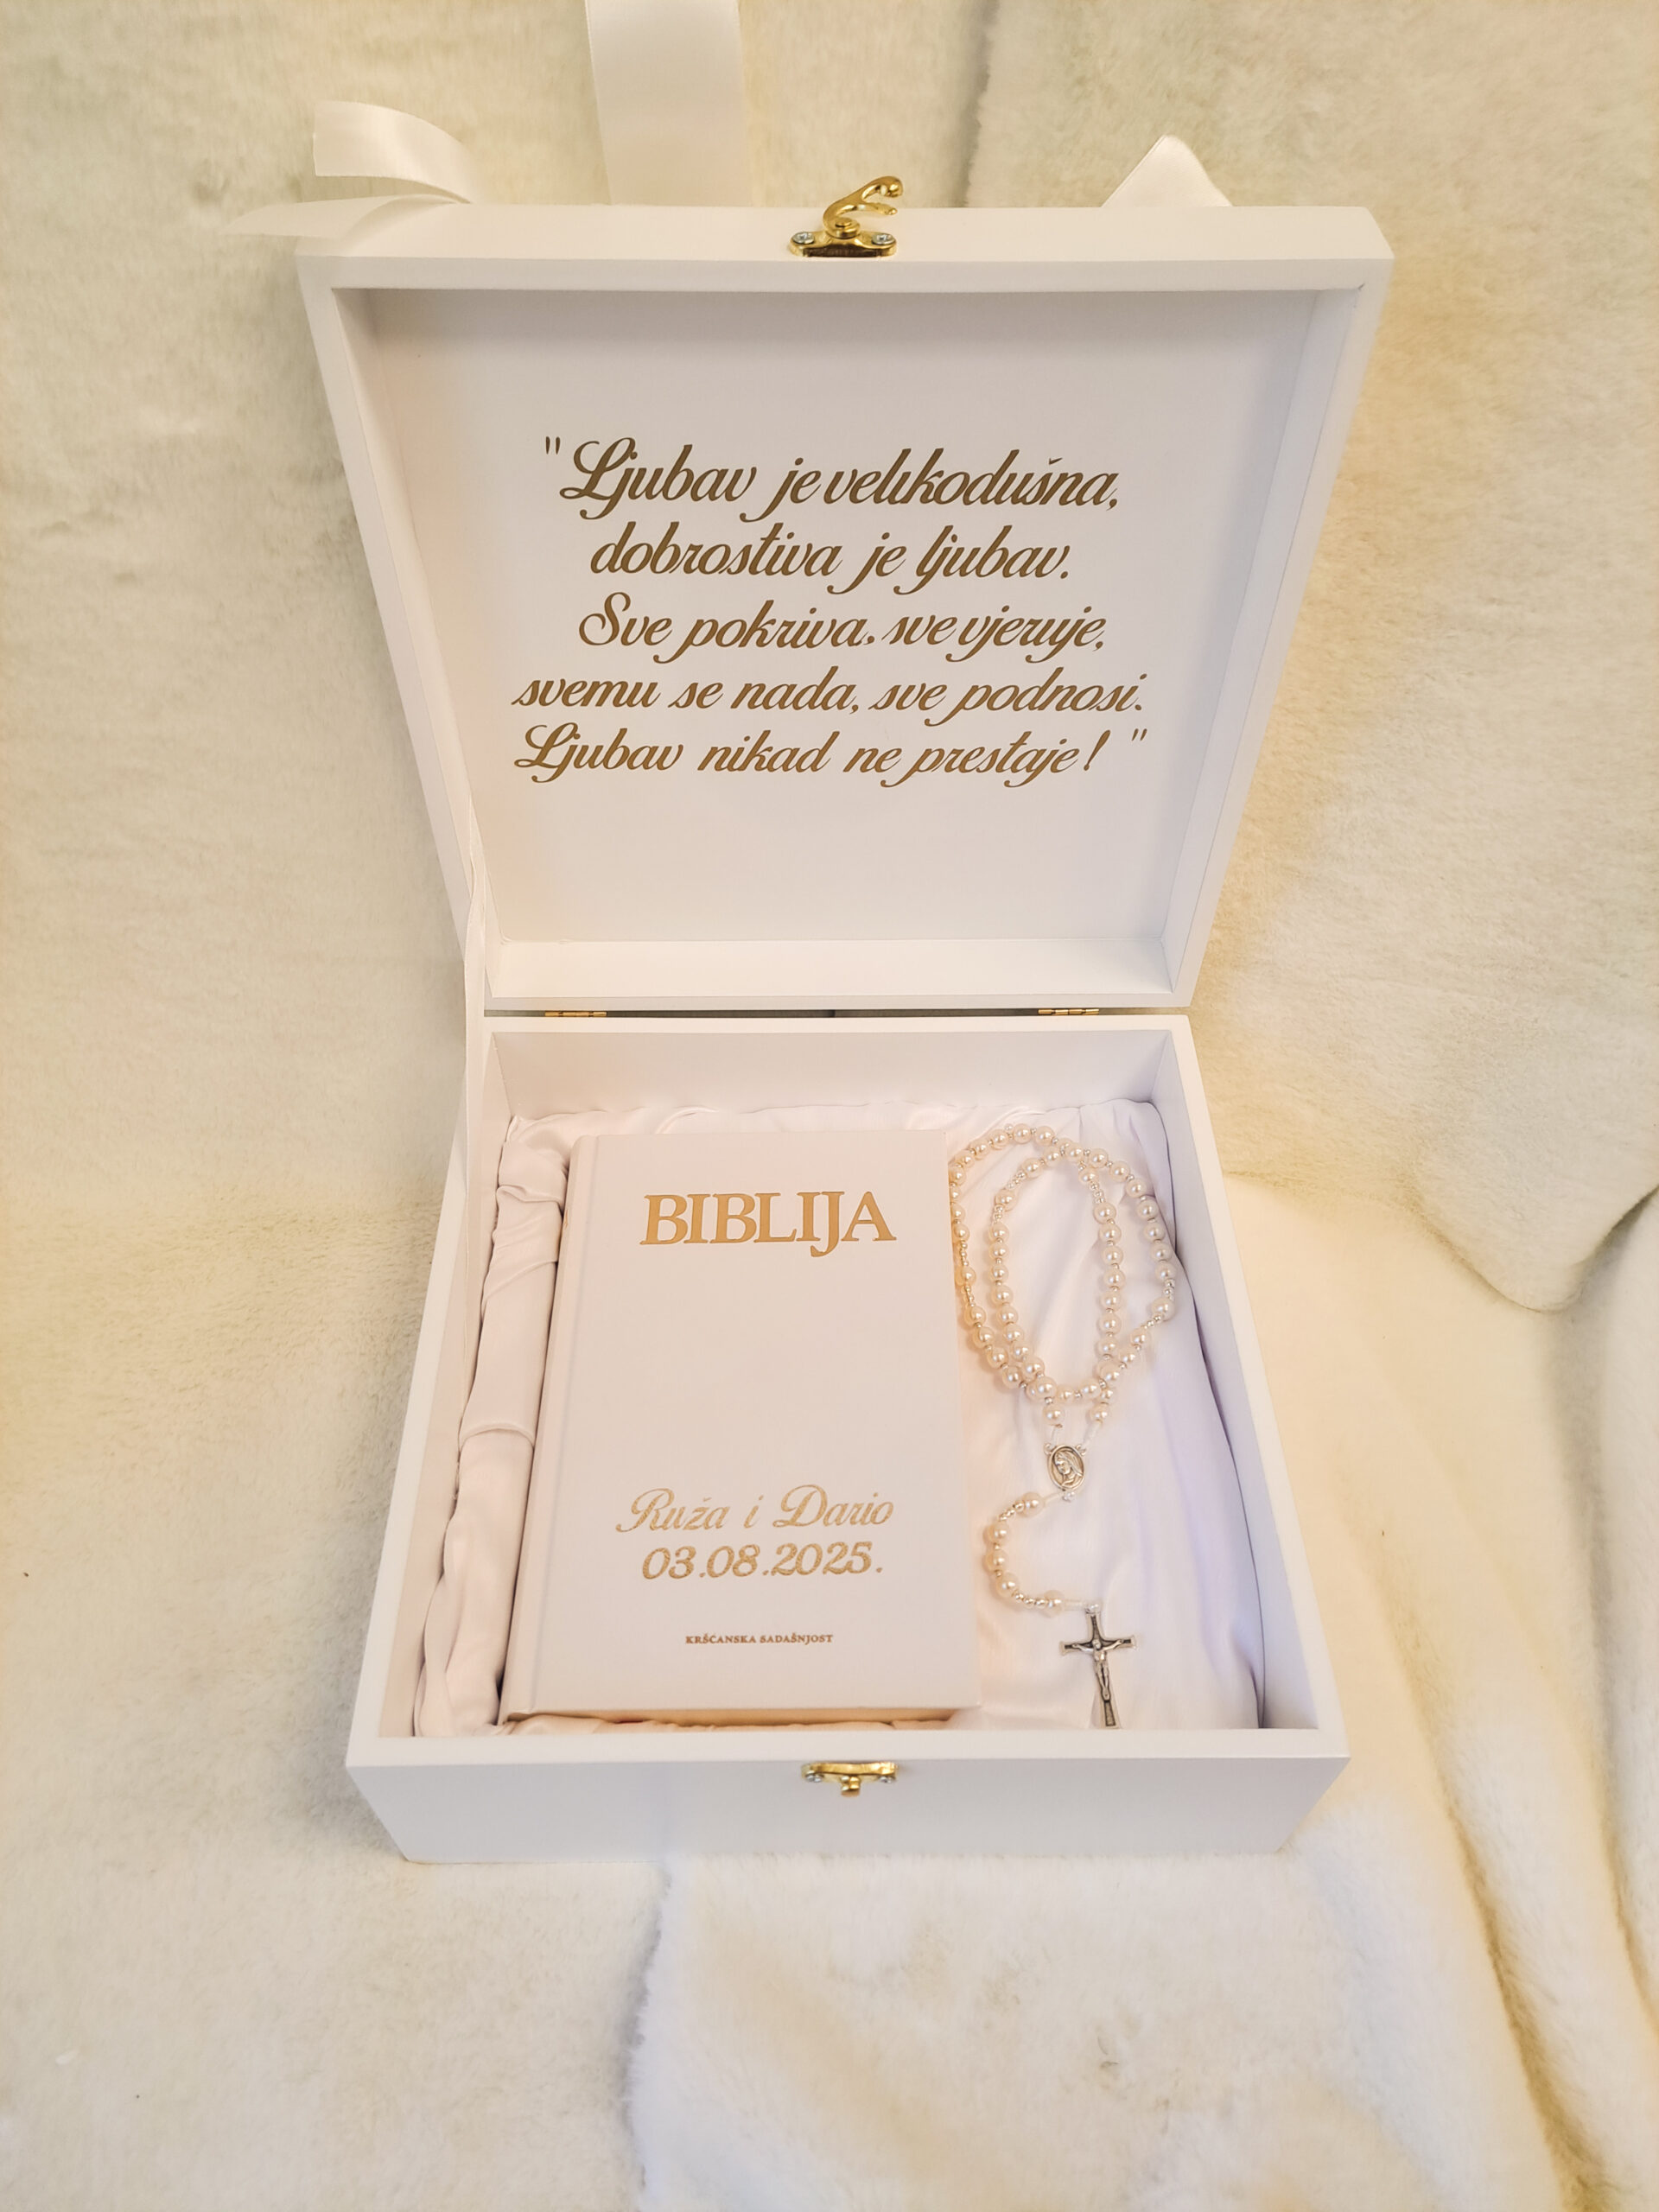 "Ljubav je velikodušna,
dobrostiva je ljubav.
Sve pokriva, sve vjeruje,
svemu se nada, sve podnosi.
Ljubav nikad ne prestaje! "
BIBLIJA
Ruža i Dario
03.08.2025.
KRŠĆANSKA SADAŠNJOST